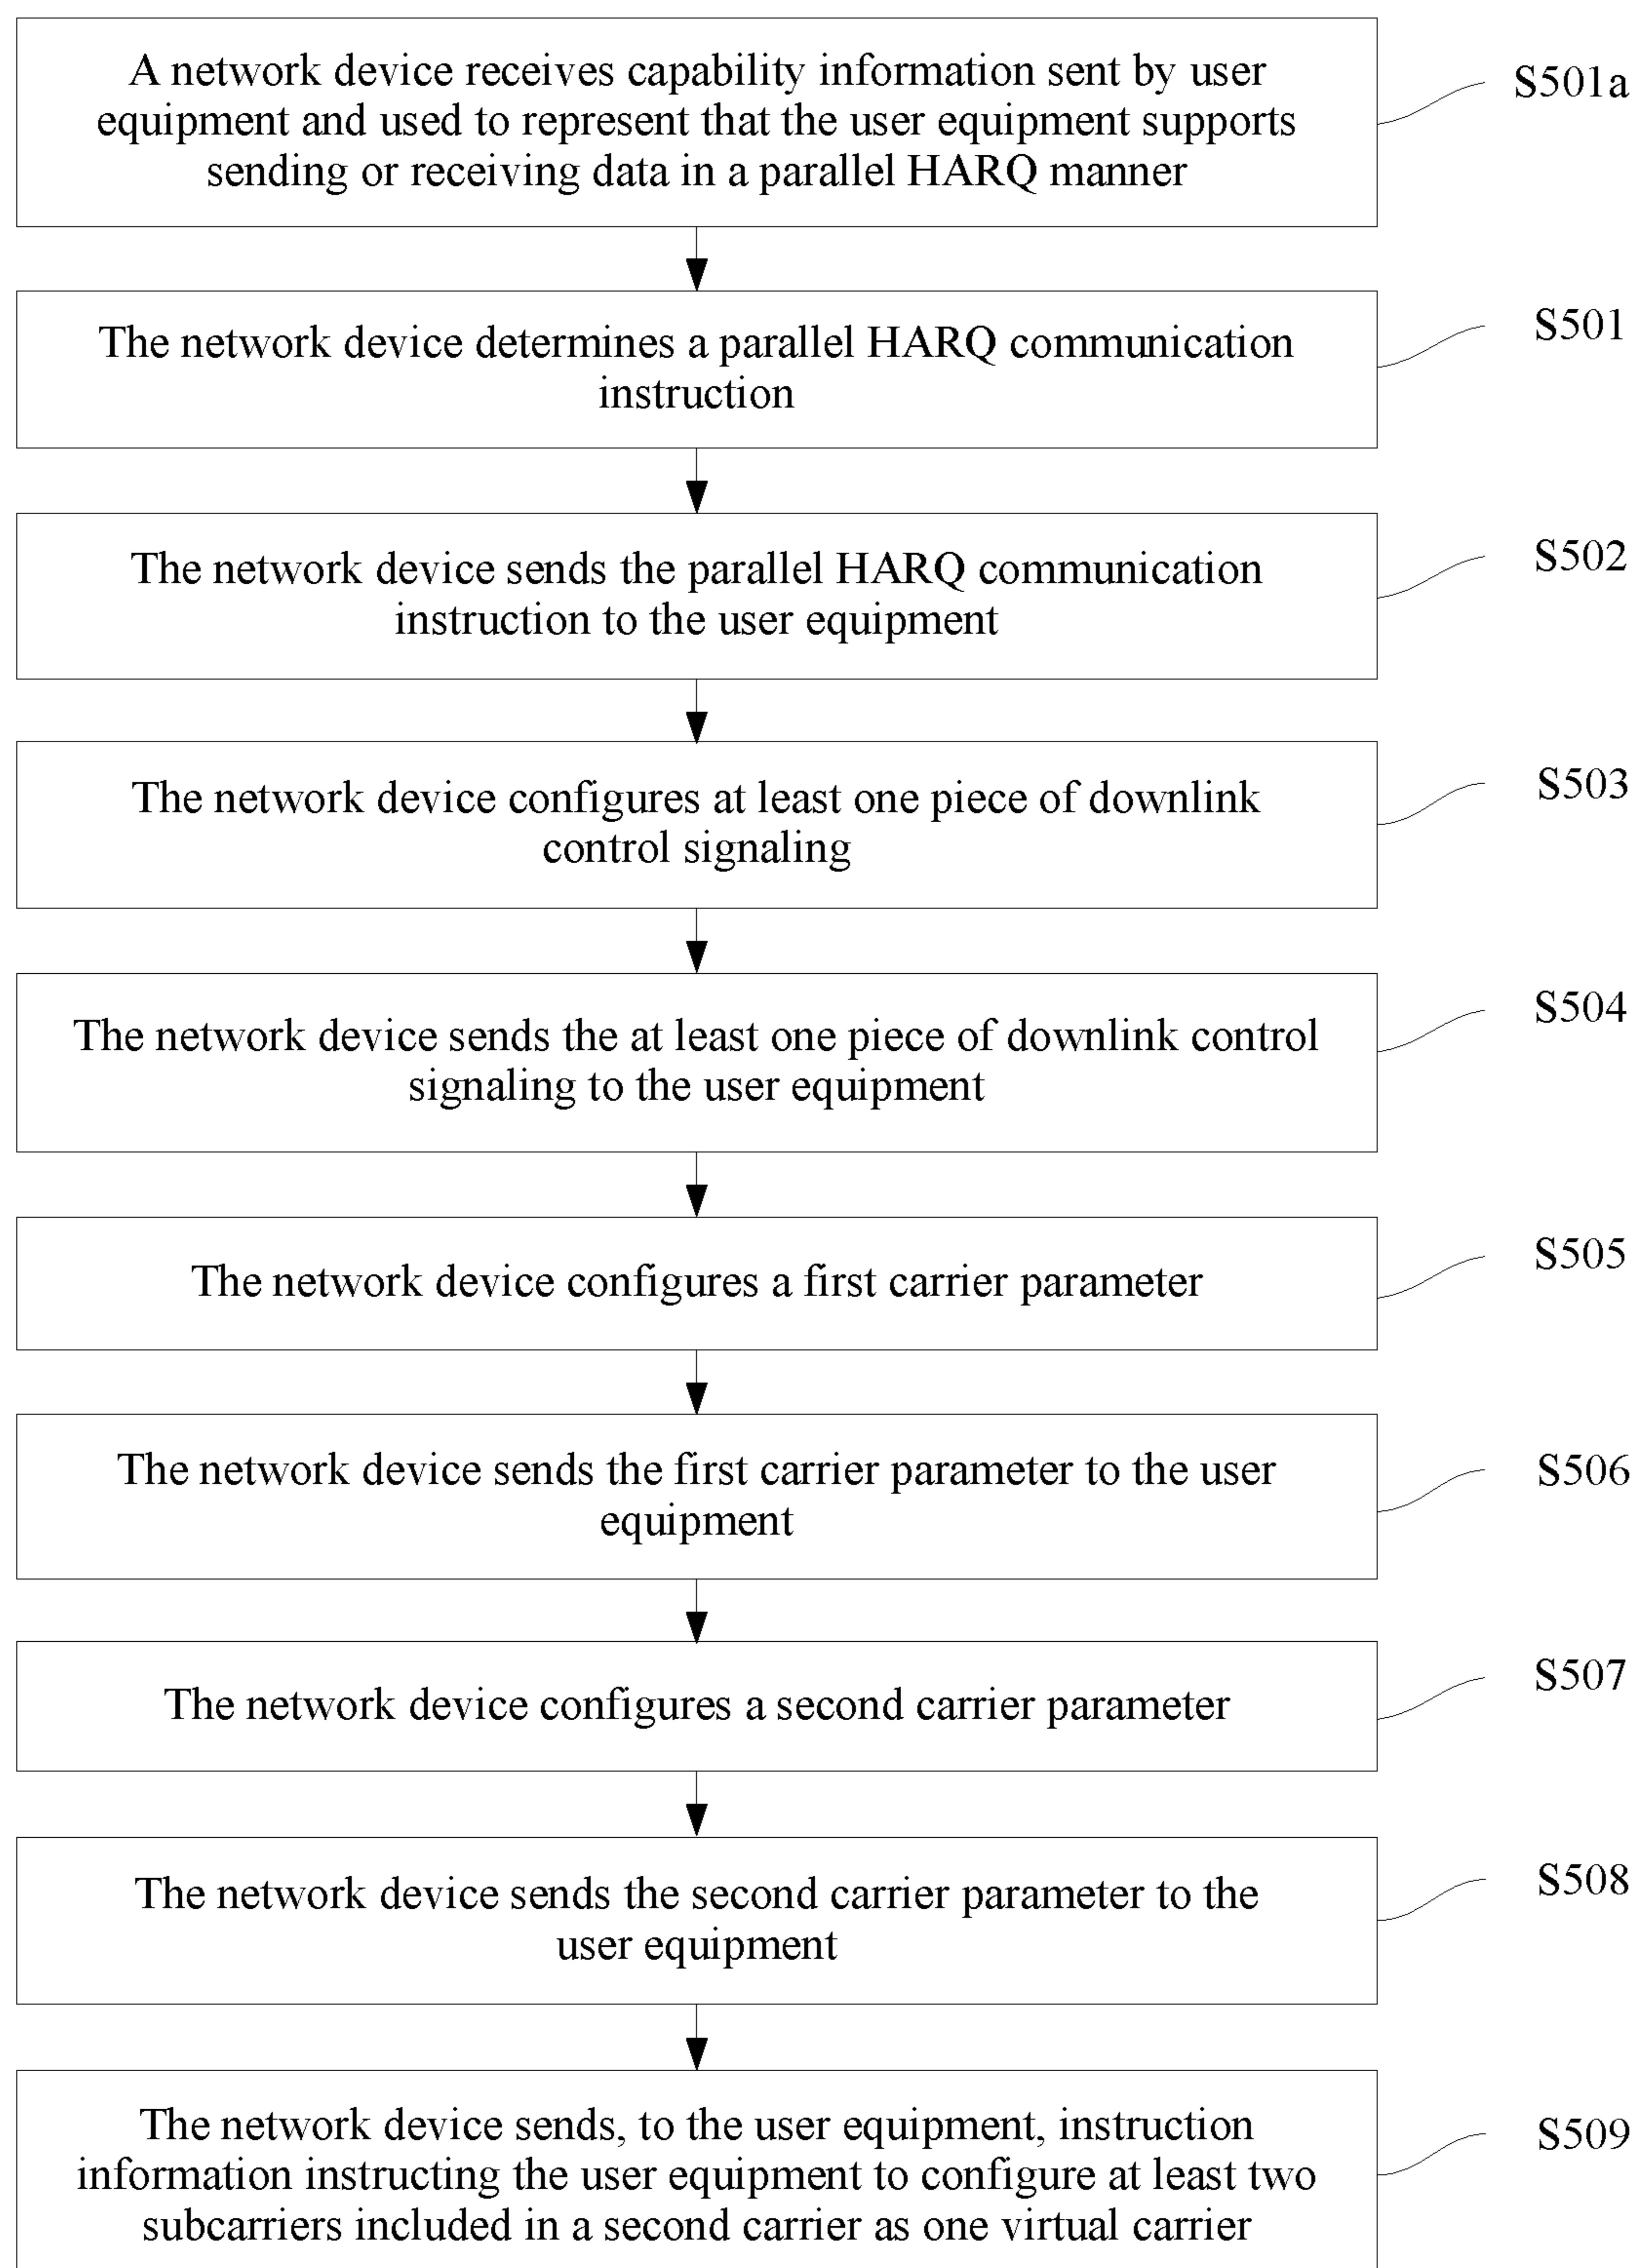 A network device receives capability information sent by user
equipment and used to represent that the user equipment supports
sending or receiving data in a parallel HARQ manner
S501a
The network device determines a parallel HARQ communication
instruction
S501
The network device sends the parallel HARQ communication
instruction to the user equipment
S502
The network device configures at least one piece of downlink
control signaling
S503
The network device sends the at least one piece of downlink control
signaling to the user equipment
S504
The network device configures a first carrier parameter
S505
The network device sends the first carrier parameter to the user
equipment
S506
The network device configures a second carrier parameter
S507
The network device sends the second carrier parameter to the
user equipment
S508
The network device sends, to the user equipment, instruction
information instructing the user equipment to configure at least two
subcarriers included in a second carrier as one virtual carrier
S509